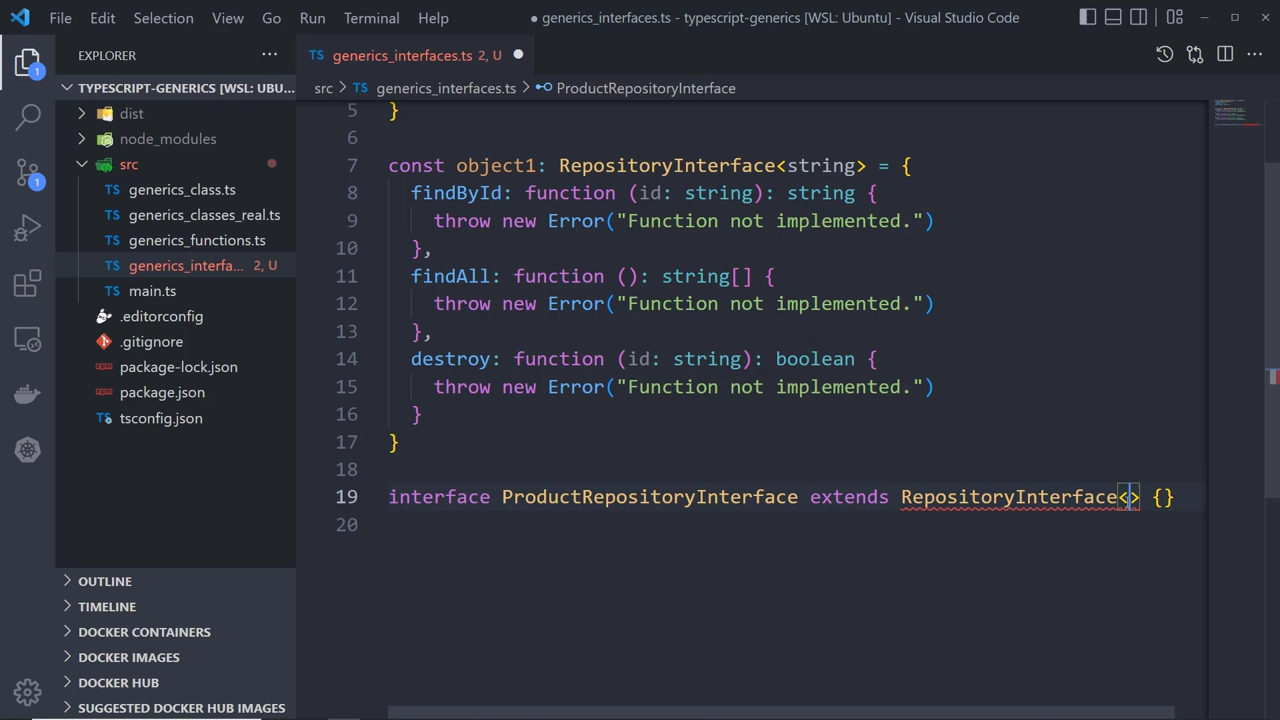 File Edit Selection View Go Run Terminal Help
● generics_interfaces.ts - typescript-generics [WSL: Ubuntu] - Visual Studio Code
EXPLORER
TYPESCRIPT-GENERICS [WSL: UBU...
dist
node_modules
src
TS generics_class.ts
TS generics_classes_real.ts
TS generics_functions.ts
TS generics_interfa... 2, U
TS main.ts
.editorconfig
.gitignore
package-lock.json
package.json
TS tsconfig.json
OUTLINE
TIMELINE
DOCKER CONTAINERS
DOCKER IMAGES
DOCKER HUB
SUGGESTED DOCKER HUB IMAGES
1
1
TS generics_interfaces.ts 2, U
src > TS generics_interfaces.ts > ProductRepositoryInterface
5 }
6
7 const object1: RepositoryInterface<string> = {
8 findById: function (id: string): string {
9 throw new Error("Function not implemented.")
10 },
11 findAll: function (): string[] {
12 throw new Error("Function not implemented.")
13 },
14 destroy: function (id: string): boolean {
15 throw new Error("Function not implemented.")
16 }
17 }
18
19 interface ProductRepositoryInterface extends RepositoryInterface<> {}
20